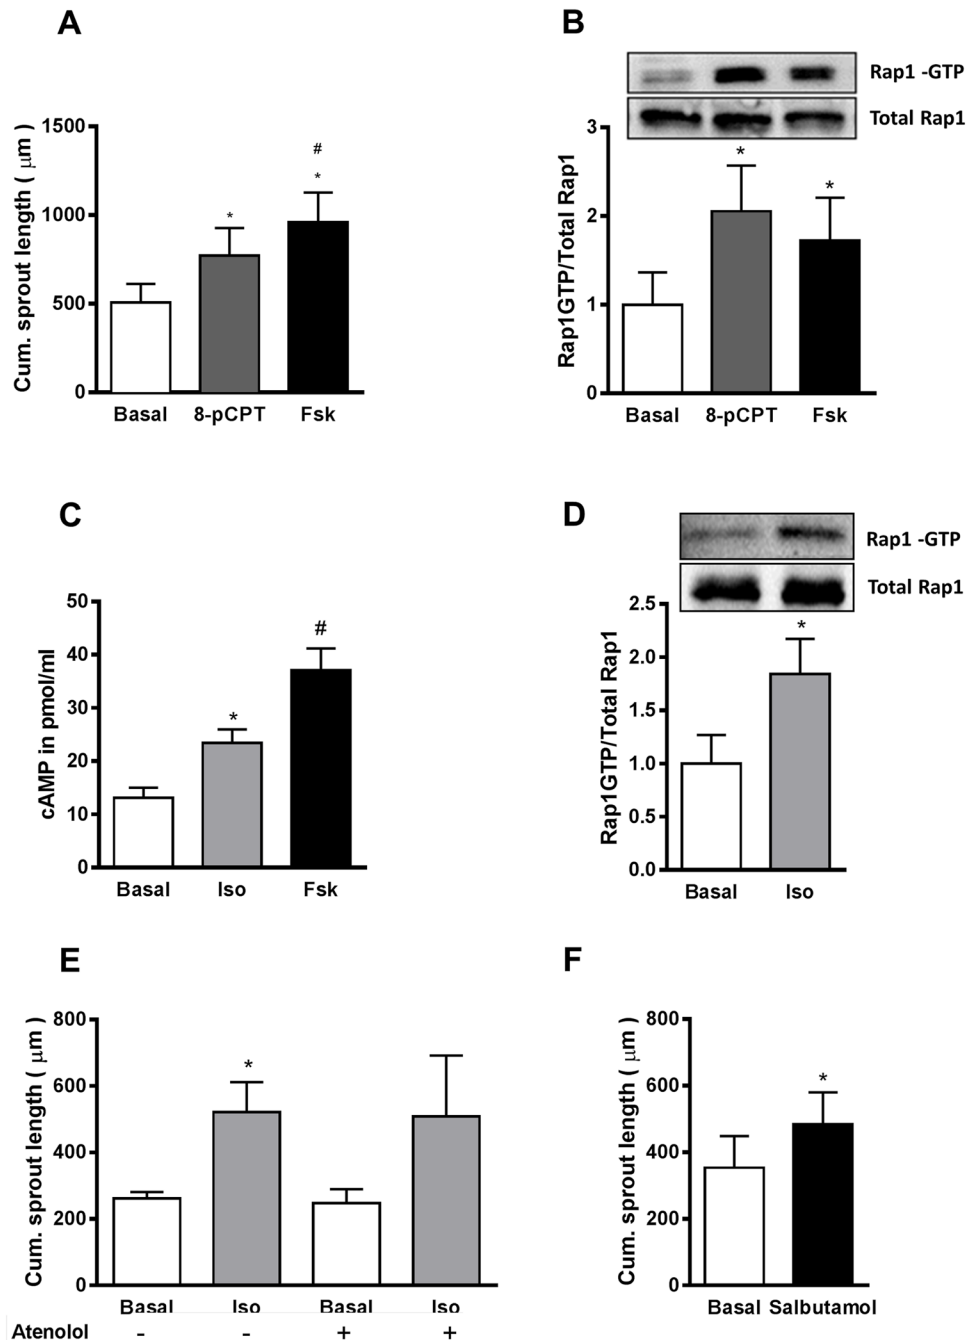 A
Cum. sprout length ( μm )
1500
1000
500
0
*
#
*
Basal 8-pCPT Fsk
B
Rap1 -GTP
Total Rap1
Rap1GTP/Total Rap1
3
2
1
0
*
*
Basal 8-pCPT Fsk
C
cAMP in pmol/ml
50
40
30
20
10
0
*
#
Basal Iso Fsk
D
Rap1 -GTP
Total Rap1
Rap1GTP/Total Rap1
2.5
2.0
1.5
1.0
0.5
0.0
*
Basal Iso
E
Cum. sprout length ( μm )
800
600
400
200
0
*
Basal Iso Basal Iso
Atenolol - - + +
F
Cum. sprout length ( μm )
800
600
400
200
0
*
Basal Salbutamol